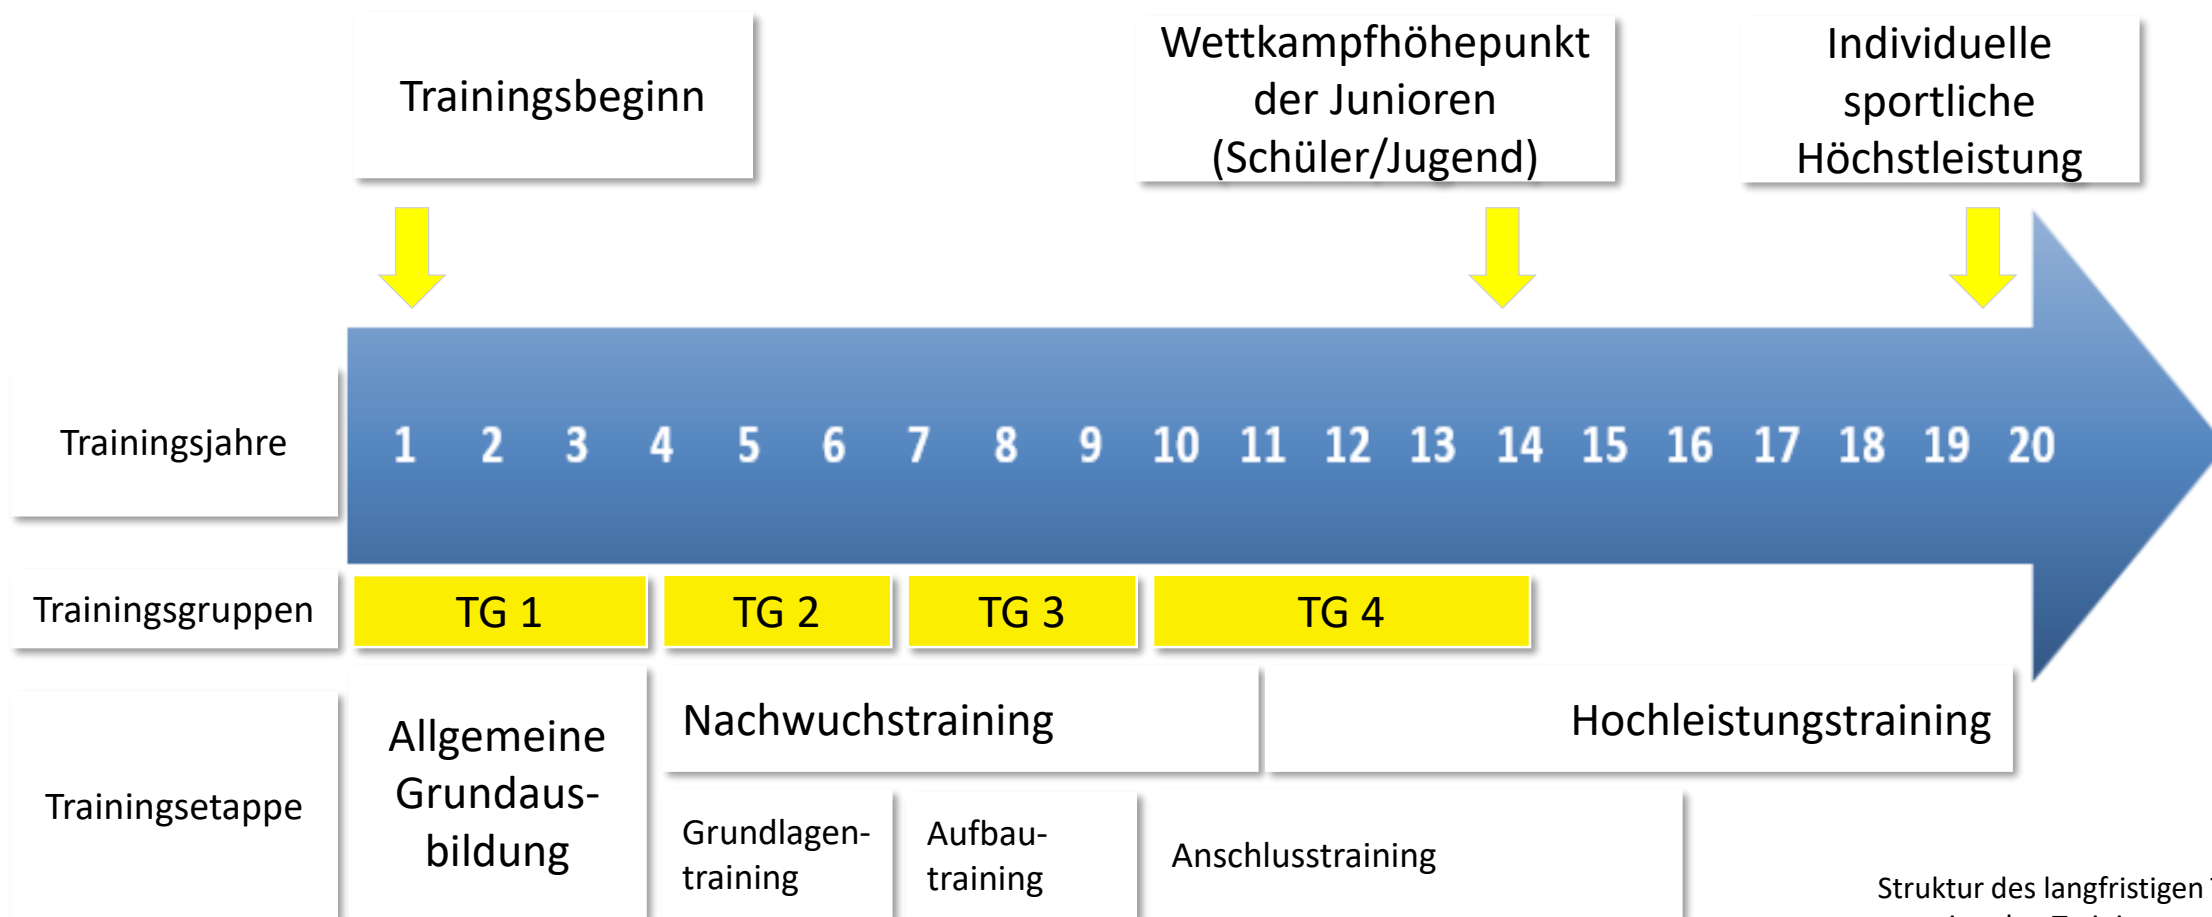 Trainingsbeginn
Wettkampfhöhepunkt
der Junioren
(Schüler/Jugend)
Individuelle
sportliche
Höchstleistung
Trainingsjahre
1 2 3 4 5 6 7 8 9 10 11 12 13 14 15 16 17 18 19 20
Trainingsgruppen
TG 1
TG 2
TG 3
TG 4
Trainingsetappe
Allgemeine
Grundaus-
bildung
Nachwuchstraining
Hochleistungstraining
Grundlagen-
training
Aufbau-
training
Anschlusstraining
Struktur des langfristigen